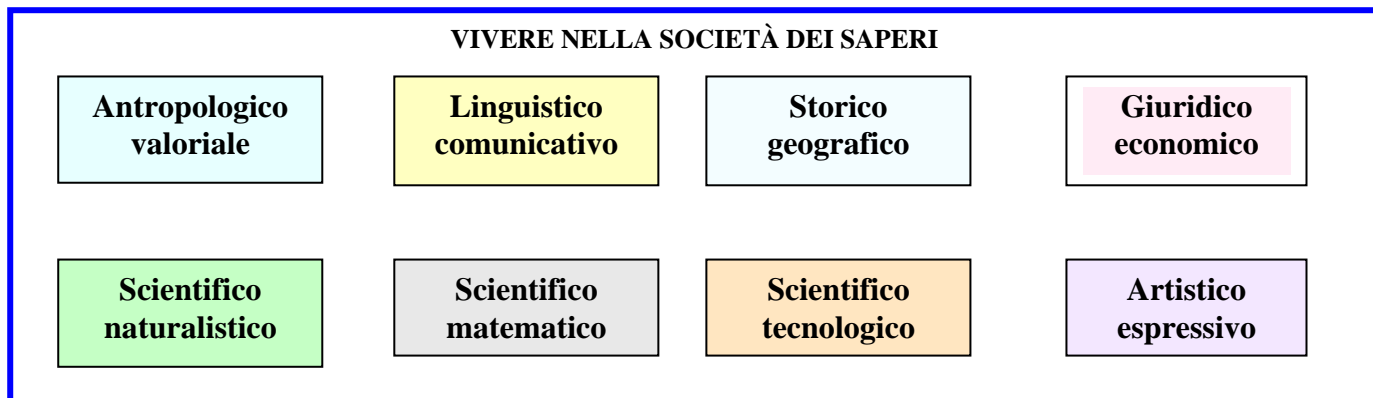 VIVERE NELLA SOCIETÀ DEI SAPERI
Antropologico
valoriale
Linguistico
comunicativo
Storico
geografico
Giuridico
economico
Scientifico
naturalistico
Scientifico
matematico
Scientifico
tecnologico
Artistico
espressivo